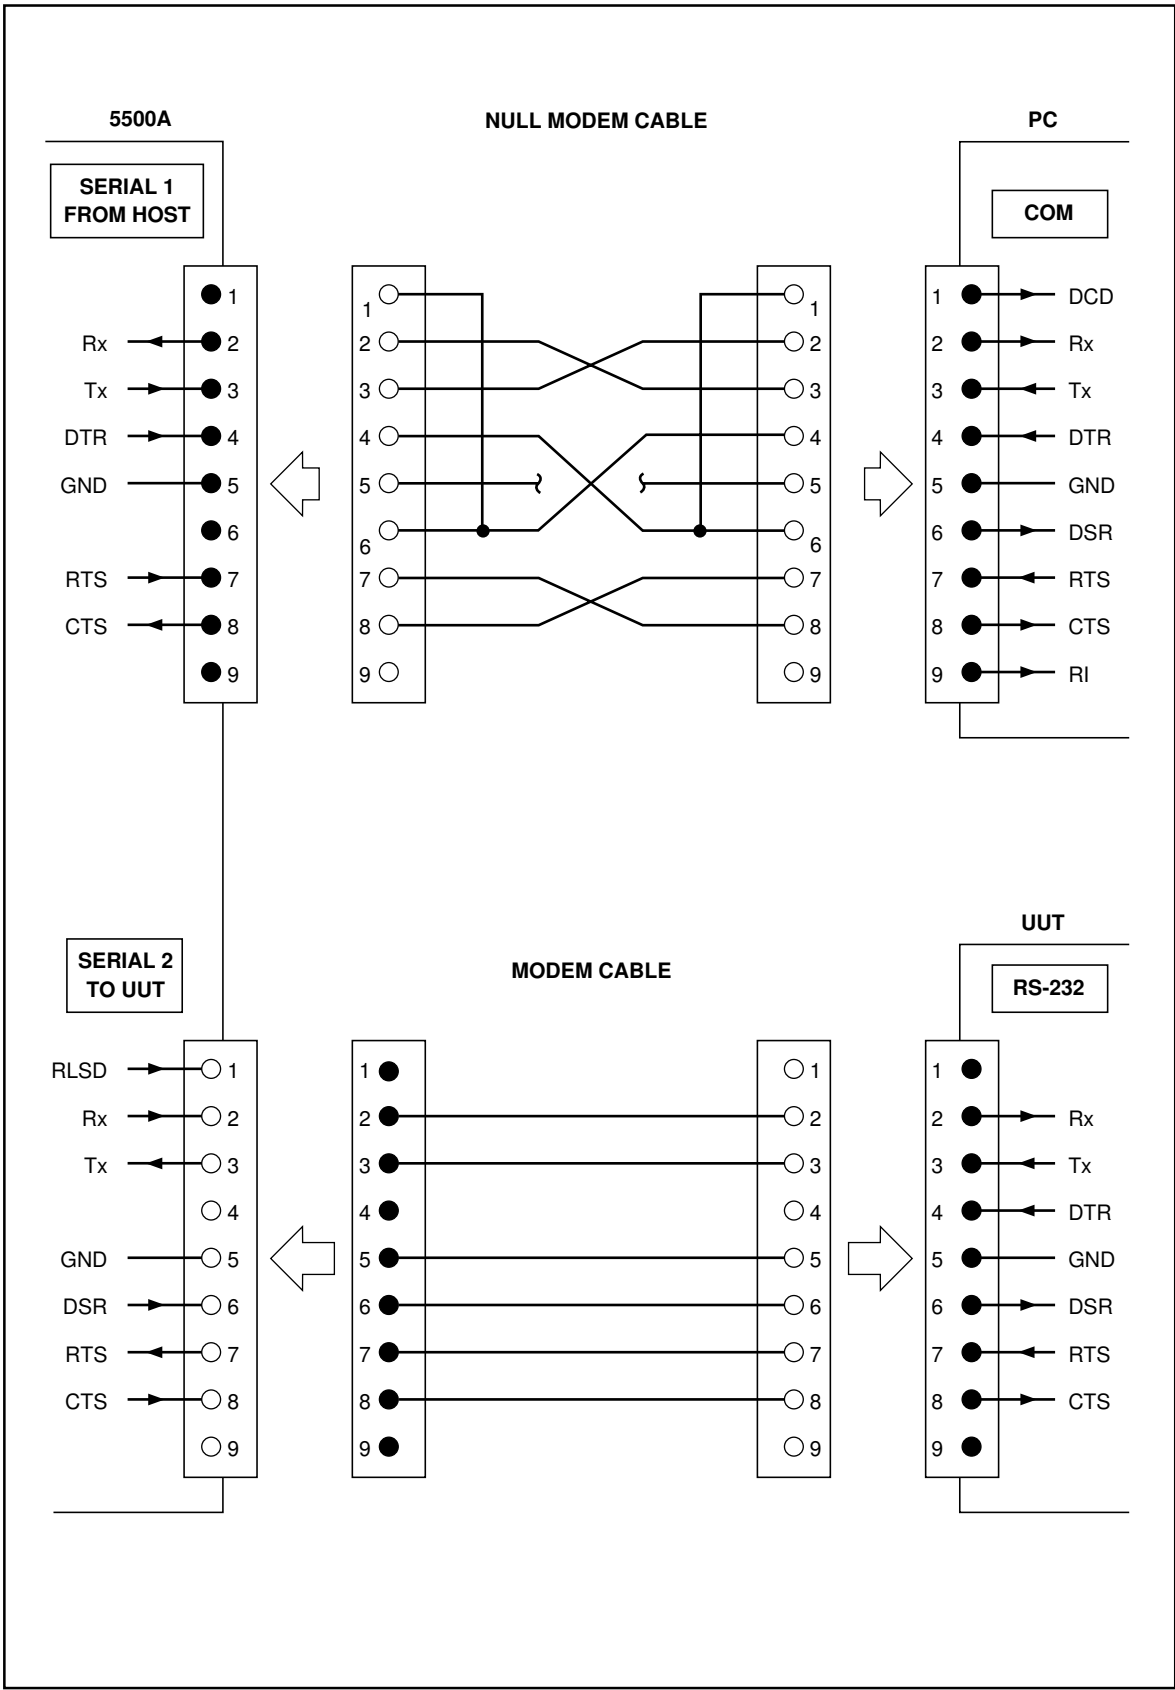 5500A NULL MODEM CABLE PC
SERIAL 1
FROM HOST
COM
1 1 1 1 DCD
Rx 2 2 2 2 Rx
Tx 3 3 3 3 Tx
DTR 4 4 4 4 DTR
GND 5 5 5 5 GND
6 6 6 6 DSR
RTS 7 7 7 7 RTS
CTS 8 8 8 8 CTS
9 9 9 9 RI
UUT
SERIAL 2
TO UUT
MODEM CABLE
RS-232
RLSD 1 1 1 1
Rx 2 2 2 2 Rx
Tx 3 3 3 3 Tx
4 4 4 4 DTR
GND 5 5 5 5 GND
DSR 6 6 6 6 DSR
RTS 7 7 7 7 RTS
CTS 8 8 8 8 CTS
9 9 9 9